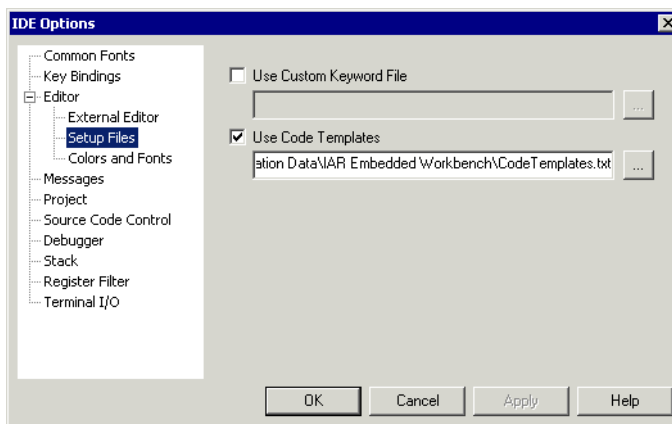 IDE Options
Common Fonts
Key Bindings
Editor
External Editor
Setup Files
Colors and Fonts
Messages
Project
Source Code Control
Debugger
Stack
Register Filter
Terminal I/O
Use Custom Keyword File
...
Use Code Templates
ation Data\IAR Embedded Workbench\CodeTemplates.txt
...
OK
Cancel
Apply
Help